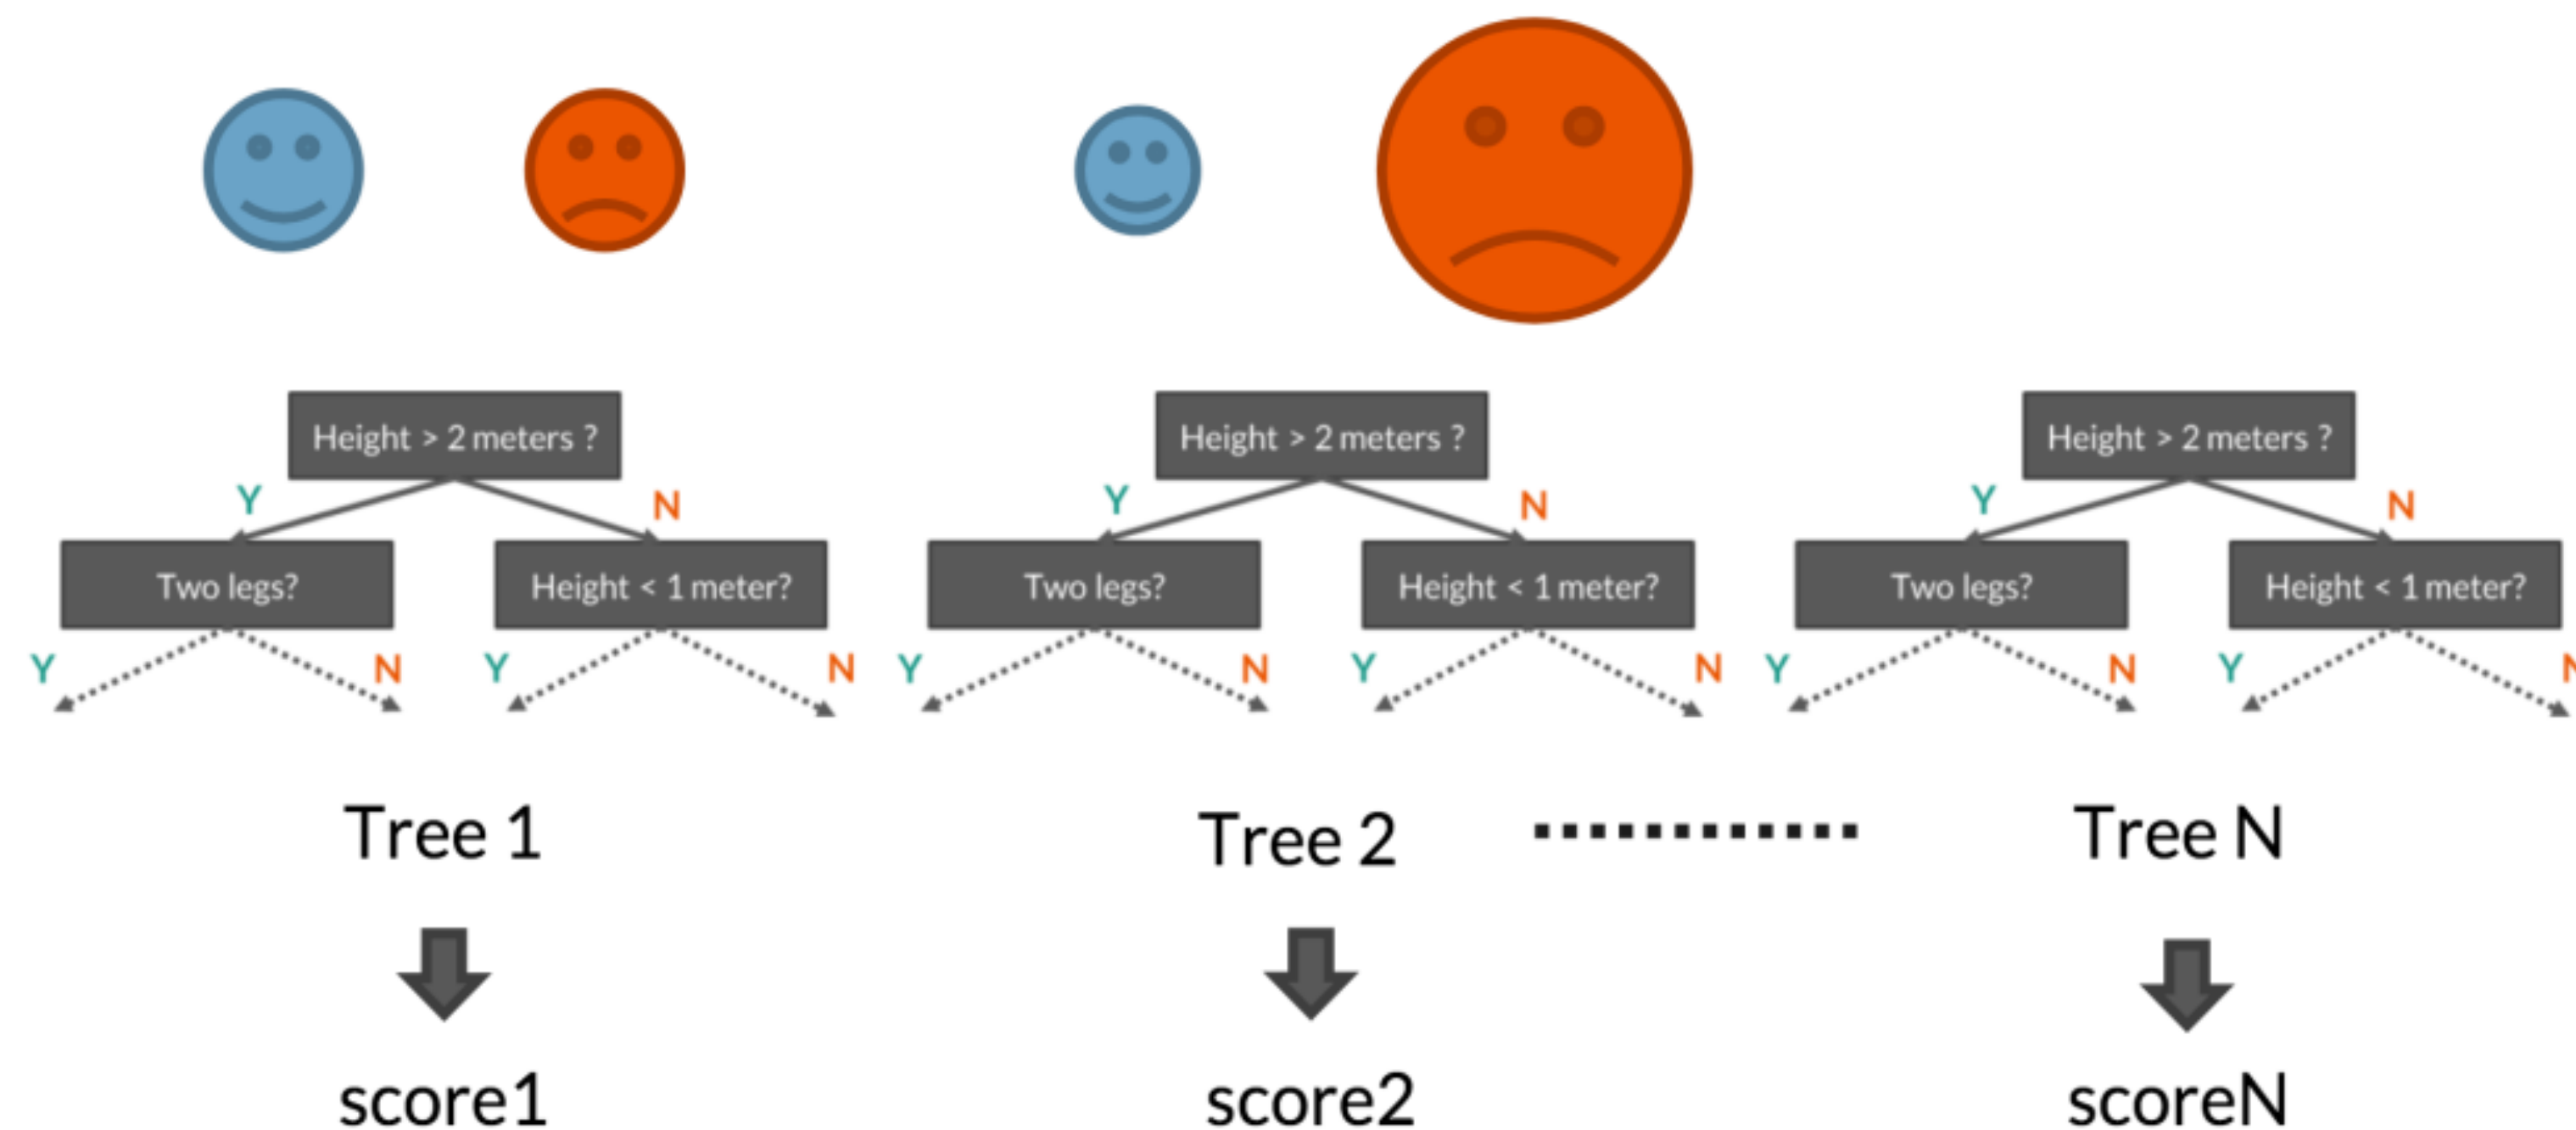 Height > 2 meters ?
Y
N
Two legs?
Height < 1 meter?
Y
N
Y
N
Tree 1
score1
Height > 2 meters ?
Y
N
Two legs?
Height < 1 meter?
Y
N
Y
N
Tree 2
score2
Height > 2 meters ?
Y
N
Two legs?
Height < 1 meter?
Y
N
Y
N
Tree N
scoreN